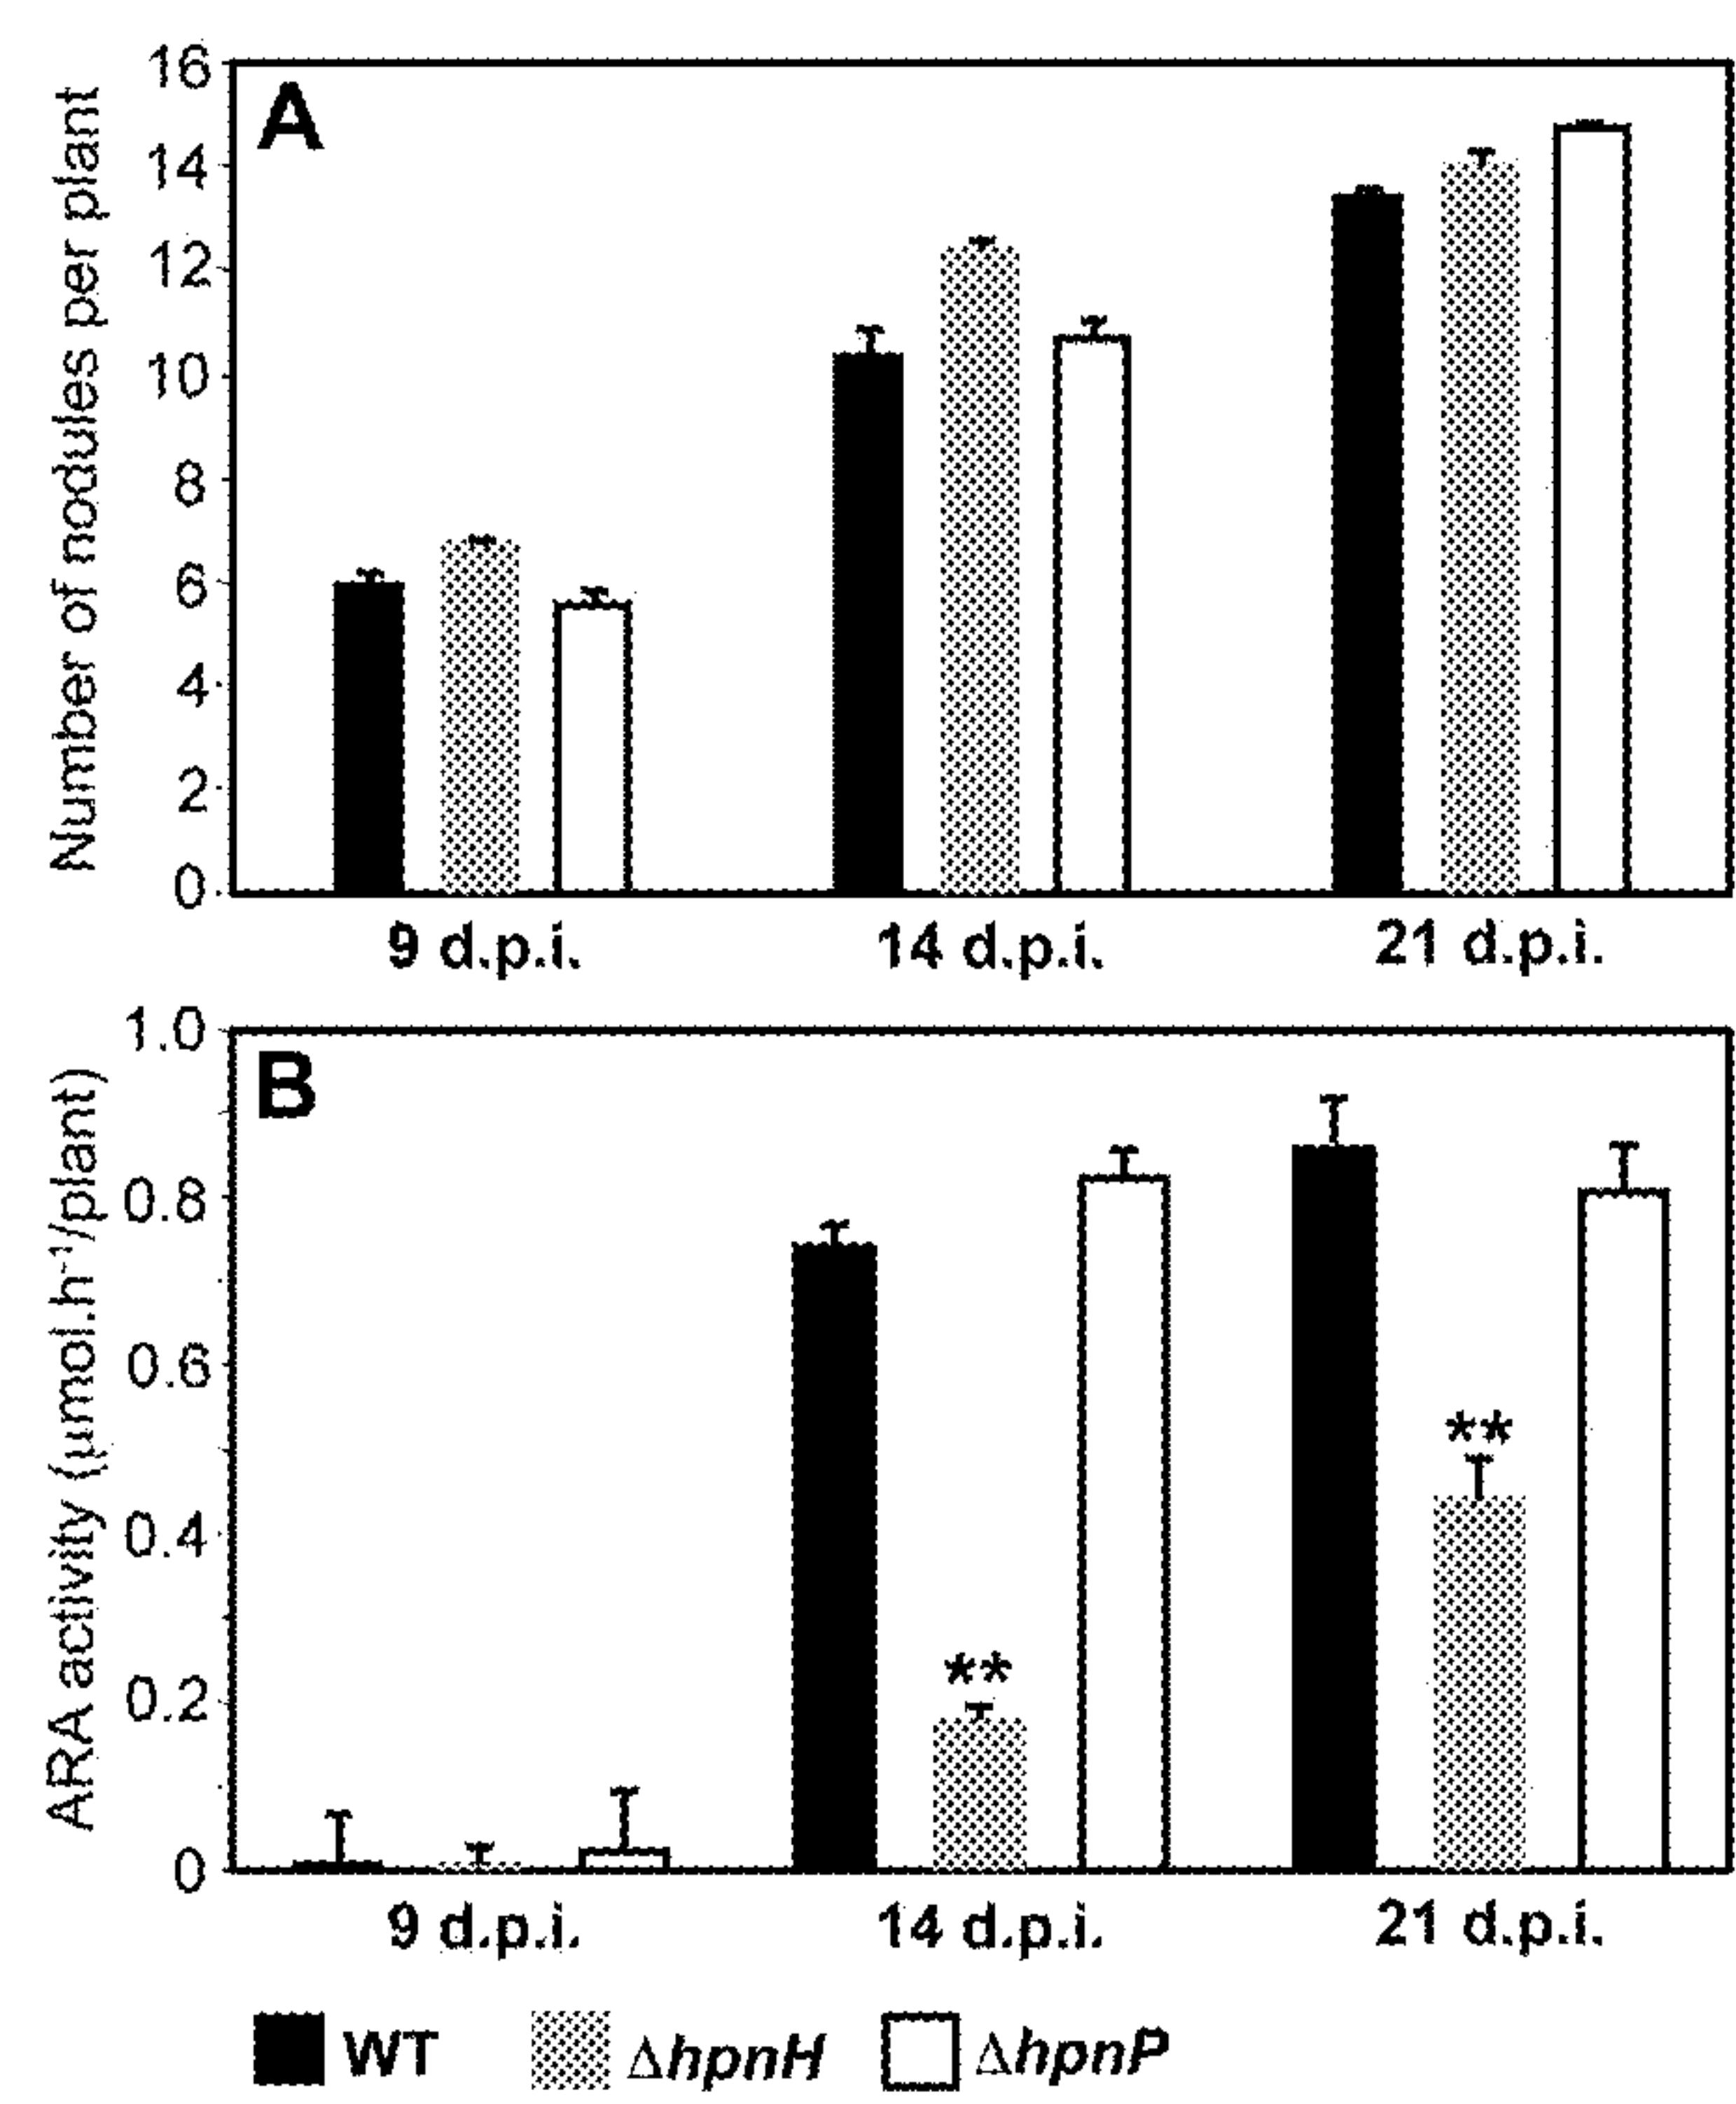 A
Number of nodules per plant
16
14
12
10
8
6
4
2
0
9 d.p.i. 14 d.p.i. 21 d.p.i.
B
ARA activity (µmol.h⁻¹/plant)
1.0
0.8
0.6
0.4
0.2
0
**
**
9 d.p.i. 14 d.p.i. 21 d.p.i.
WT ΔhpnH ΔhpnP